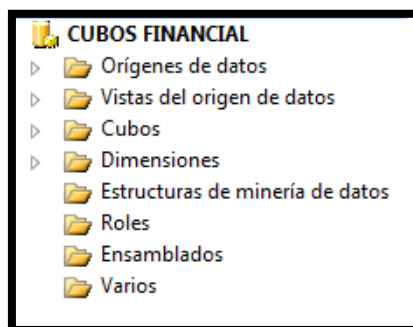 CUBOS FINANCIAL
Orígenes de datos
Vistas del origen de datos
Cubos
Dimensiones
Estructuras de minería de datos
Roles
Ensamblados
Varios